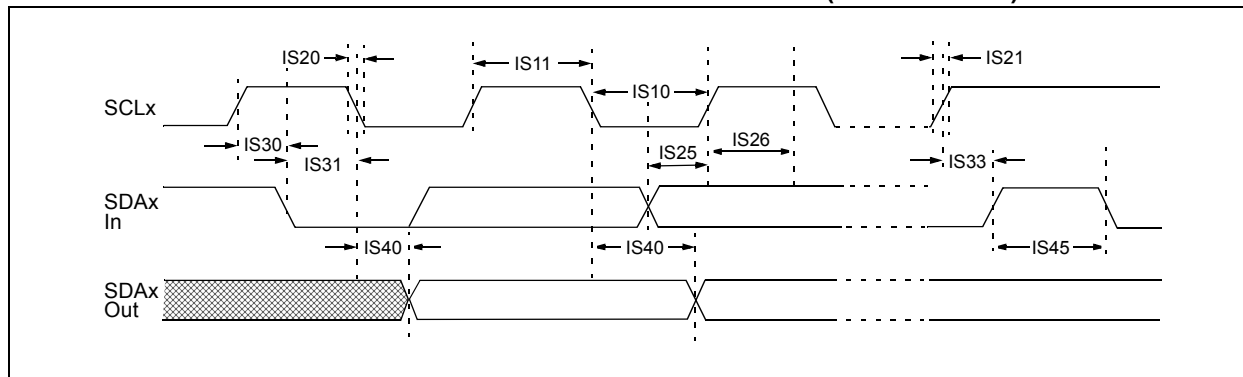 IS20
IS11
IS21
SCLx
IS10
IS30
IS31
IS25
IS26
IS33
SDAx
In
IS40
IS40
IS45
SDAx
Out